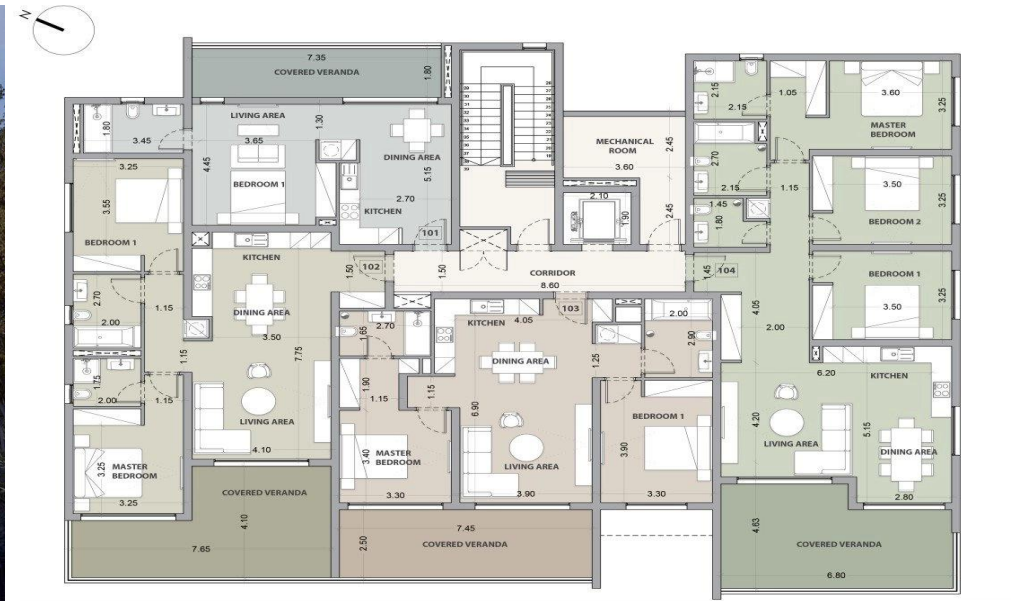 N
7.35
COVERED VERANDA
1.80
1.80
3.45
LIVING AREA
3.65
4.45
BEDROOM 1
1.30
DINING AREA
5.15
2.70
KITCHEN
101
MECHANICAL
ROOM
3.60
2.45
2.10
1.90
2.45
2.15
2.15
1.05
3.60
MASTER
BEDROOM
3.25
2.70
2.15
1.15
3.50
BEDROOM 2
3.25
1.45
1.80
3.25
3.55
BEDROOM 1
KITCHEN
DINING AREA
3.50
7.75
102
1.50
1.50
CORRIDOR
8.60
1.45
104
BEDROOM 1
3.50
3.25
2.70
2.00
1.15
1.15
1.75
2.00
1.15
LIVING AREA
4.10
3.25
MASTER
BEDROOM
3.25
COVERED VERANDA
4.10
7.65
2.70
1.65
1.90
1.15
1.15
MASTER
BEDROOM
3.40
3.30
KITCHEN
4.05
103
DINING AREA
1.25
6.90
LIVING AREA
3.90
2.00
2.90
BEDROOM 1
3.90
3.30
7.45
2.50
COVERED VERANDA
4.05
2.00
6.20
KITCHEN
4.20
LIVING AREA
5.15
DINING AREA
2.80
4.63
COVERED VERANDA
6.80